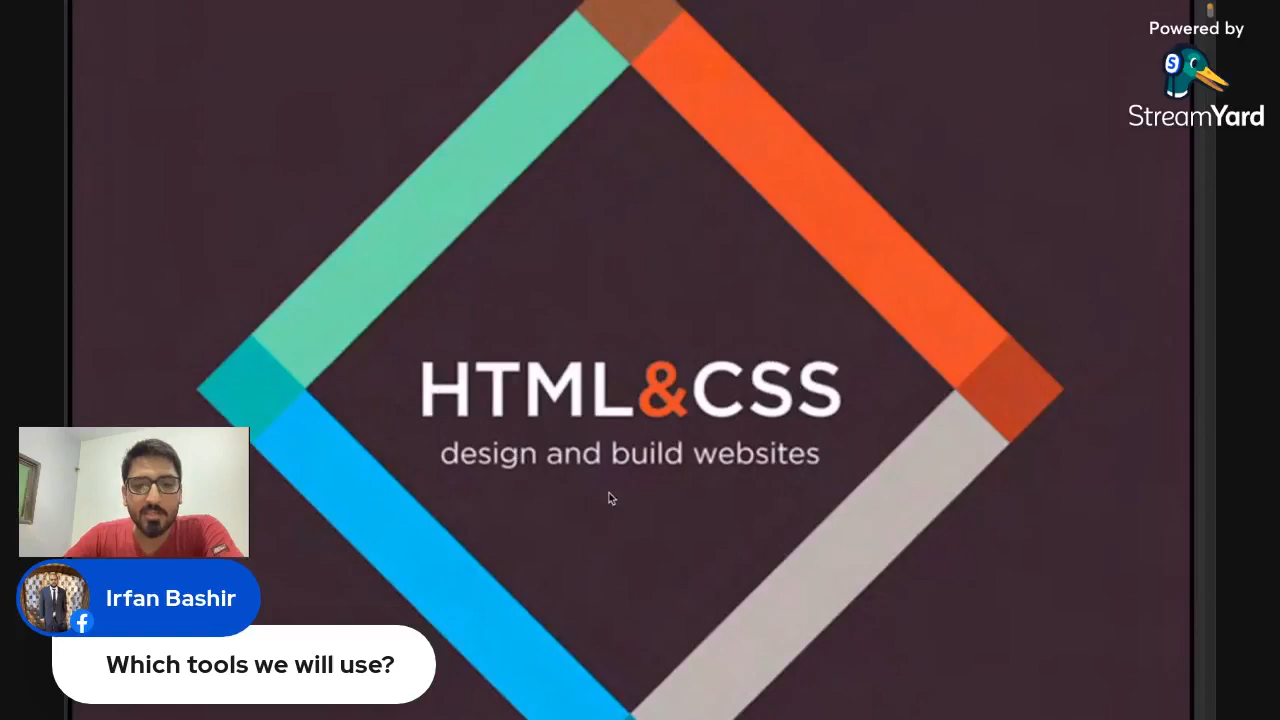 Powered by
S
StreamYard
HTML&CSS
design and build websites
Irfan Bashir
Which tools we will use?